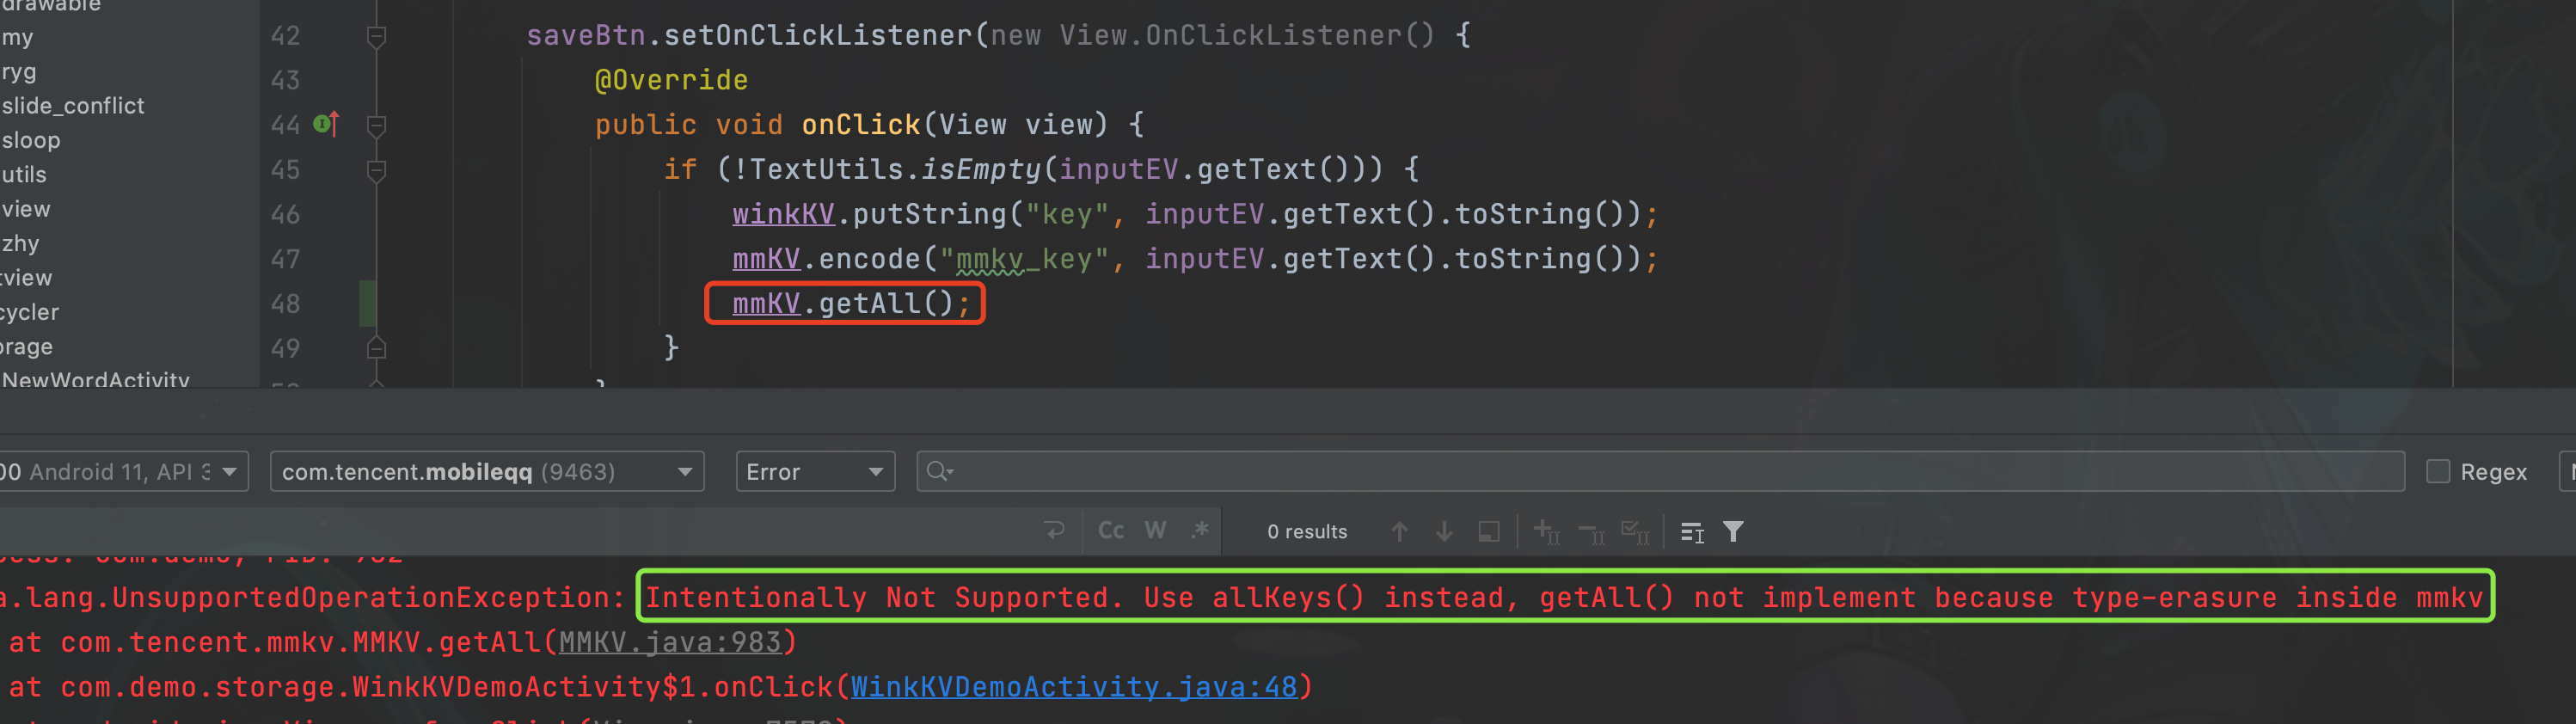 drawable
my
ryg
slide_conflict
sloop
utils
view
zhy
view
cycler
orage
NewWordActivity
42 saveBtn.setOnClickListener(new View.OnClickListener() {
43 @Override
44 public void onClick(View view) {
45 if (!TextUtils.isEmpty(inputEV.getText())) {
46 winkKV.putString("key", inputEV.getText().toString());
47 mmKV.encode("mmkv_key", inputEV.getText().toString());
48 mmKV.getAll();
49 }
00 Android 11, API 3 com.tencent.mobileqq (9463) Error Regex
Cc W .* 0 results
a.lang.UnsupportedOperationException: Intentionally Not Supported. Use allKeys() instead, getAll() not implement because type-erasure inside mmkv
at com.tencent.mmkv.MMKV.getAll(MMKV.java:983)
at com.demo.storage.WinkKVDemoActivity$1.onClick(WinkKVDemoActivity.java:48)